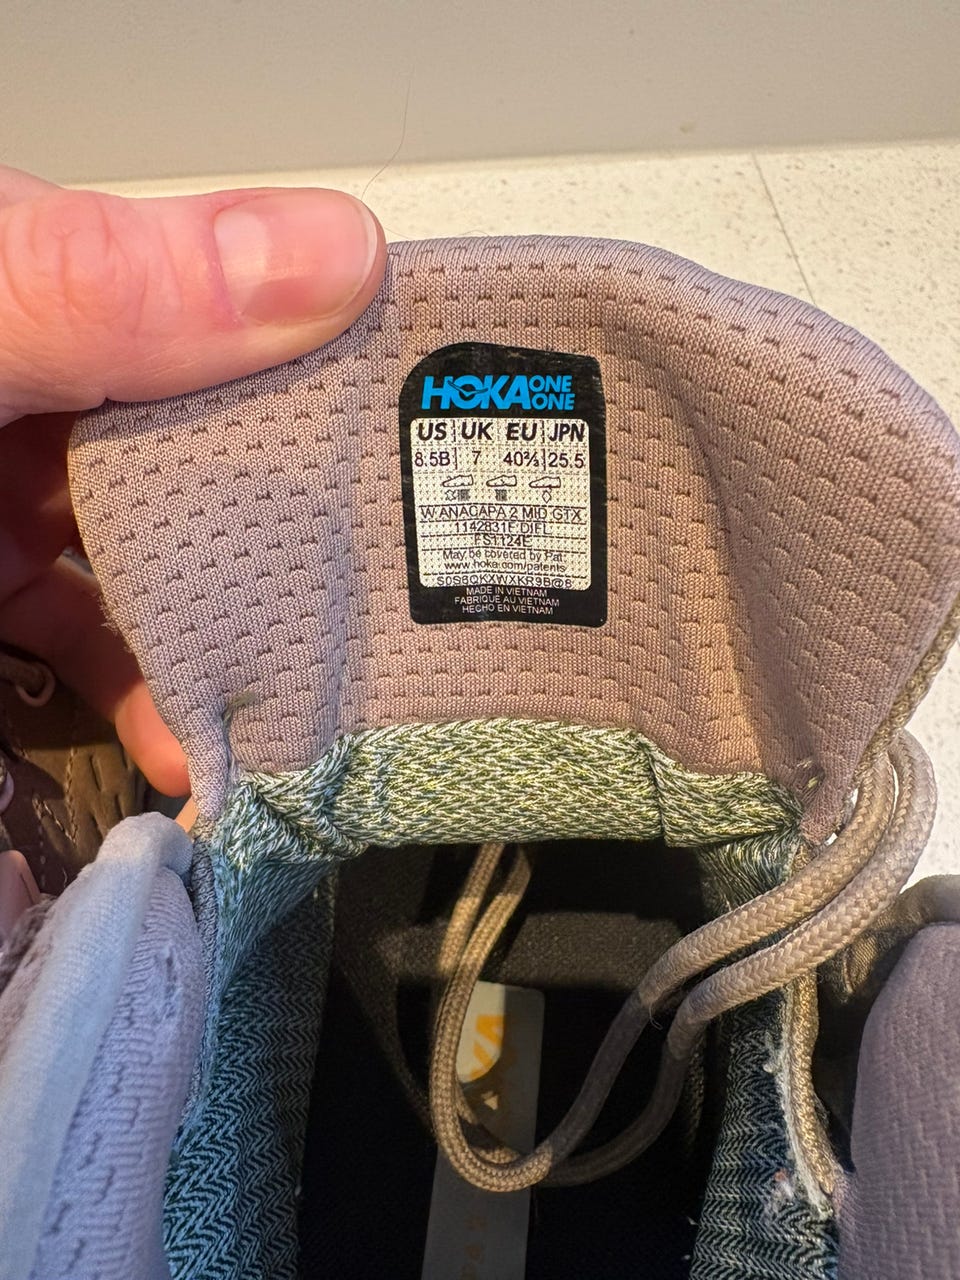 HOKA ONE ONE
US UK EU JPN
8.5B 7 40⅔ 25.5
W ANACAPA 2 MID GTX
1142831F DIFL
FS1124E
May be covered by Pat
www.hoka.com/patents
MADE IN VIETNAM
FABRIQUE AU VIETNAM
HECHO EN VIETNAM